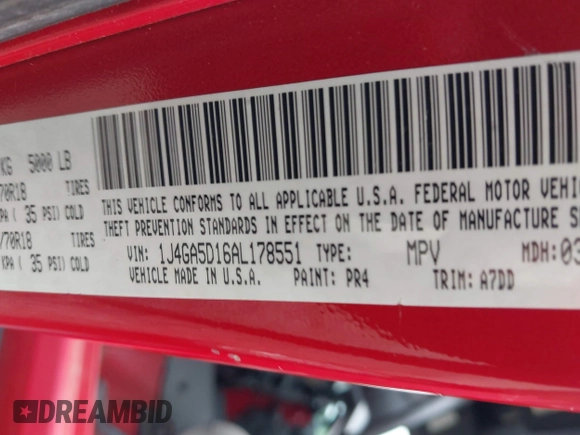 KG 5000 LB
70R18 TIRES
PA ( 35 PSI) COLD
/70R18 TIRES
KPA ( 35 PSI) COLD
THIS VEHICLE CONFORMS TO ALL APPLICABLE U.S.A. FEDERAL MOTOR VEHI
THEFT PREVENTION STANDARDS IN EFFECT ON THE DATE OF MANUFACTURE S
VIN: 1J4GA5D16AL178551 TYPE: MPV MDH:03
VEHICLE MADE IN U.S.A. PAINT: PR4 TRIM: A7DD
DREAMBID